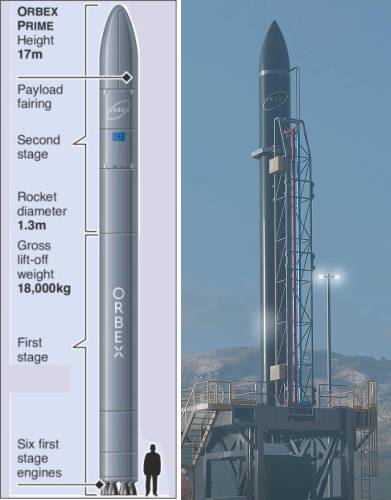 ORBEX
PRIME
Height
17m
Payload
fairing
ORBEX
Second
stage
Rocket
diameter
1.3m
Gross
lift-off
weight
18,000kg
ORBEX
First
stage
Six first
stage
engines
ORBEX